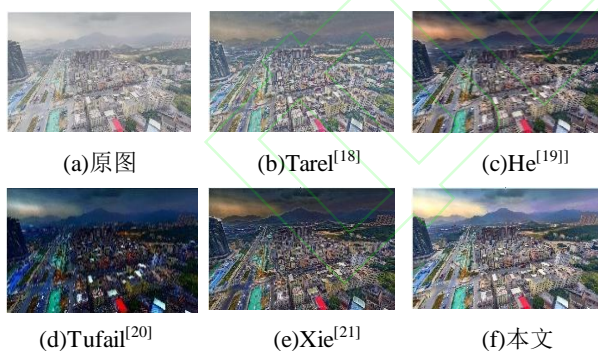 (a)原图
(b)Tarel[18]
(c)He[19]]
(d)Tufail[20]
(e)Xie[21]
(f)本文